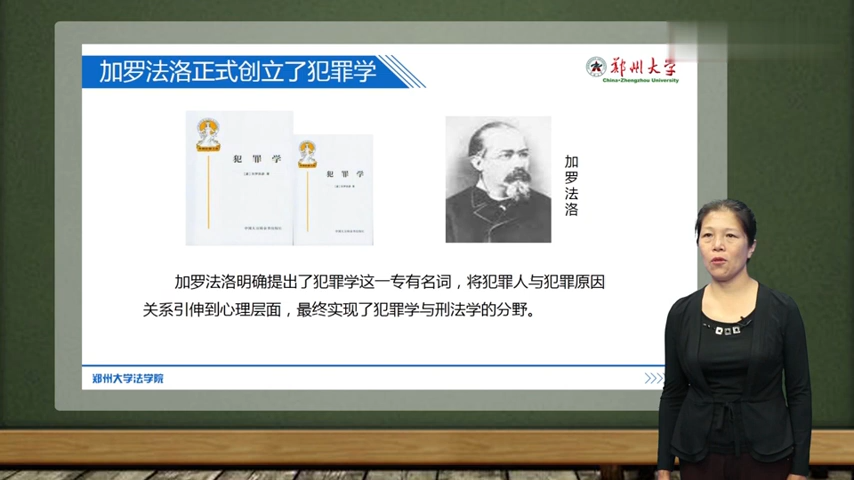 加罗法洛正式创立了犯罪学
郑州大学
China•Zhengzhou University
犯 罪 学
犯 罪 学
加罗法洛
加罗法洛明确提出了犯罪学这一专有名词，将犯罪人与犯罪原因
关系引伸到心理层面，最终实现了犯罪学与刑法学的分野。
郑州大学法学院